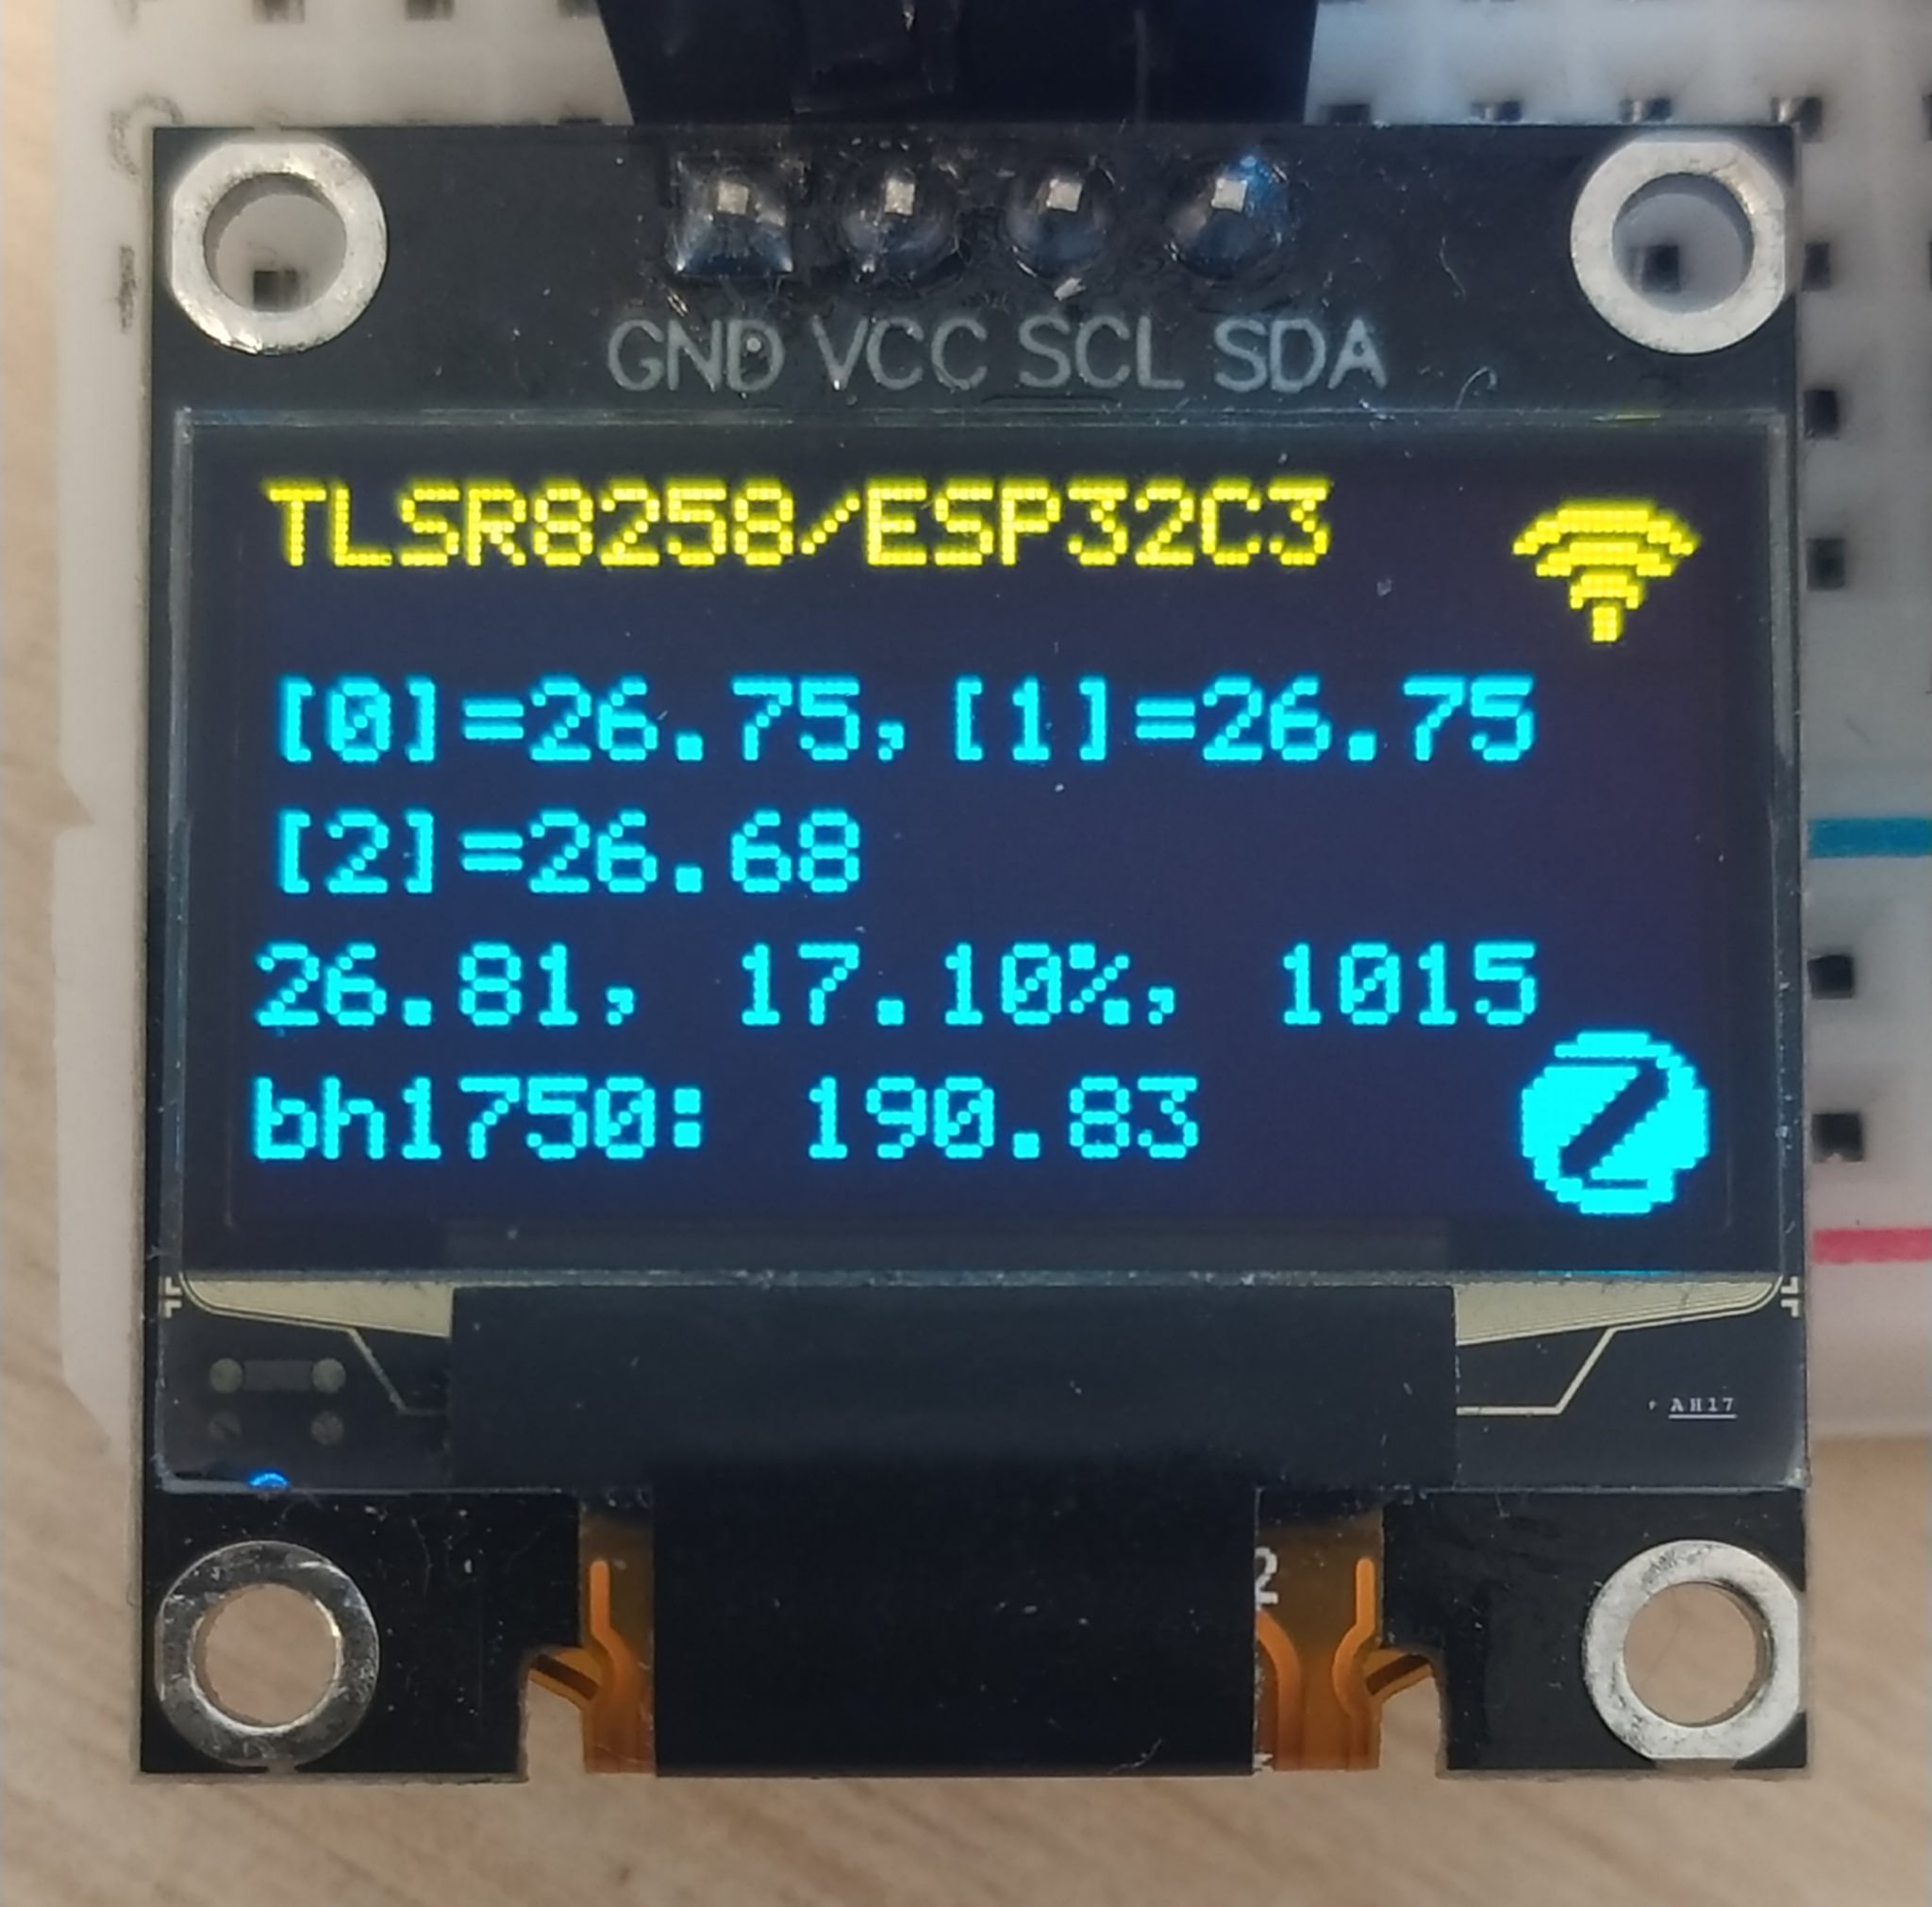 GND VCC SCL SDA
TLSR8258/ESP32C3
[0]=26.75,[1]=26.75
[2]=26.68
26.81, 17.10%, 1015
bh1750: 190.83
AH17
2